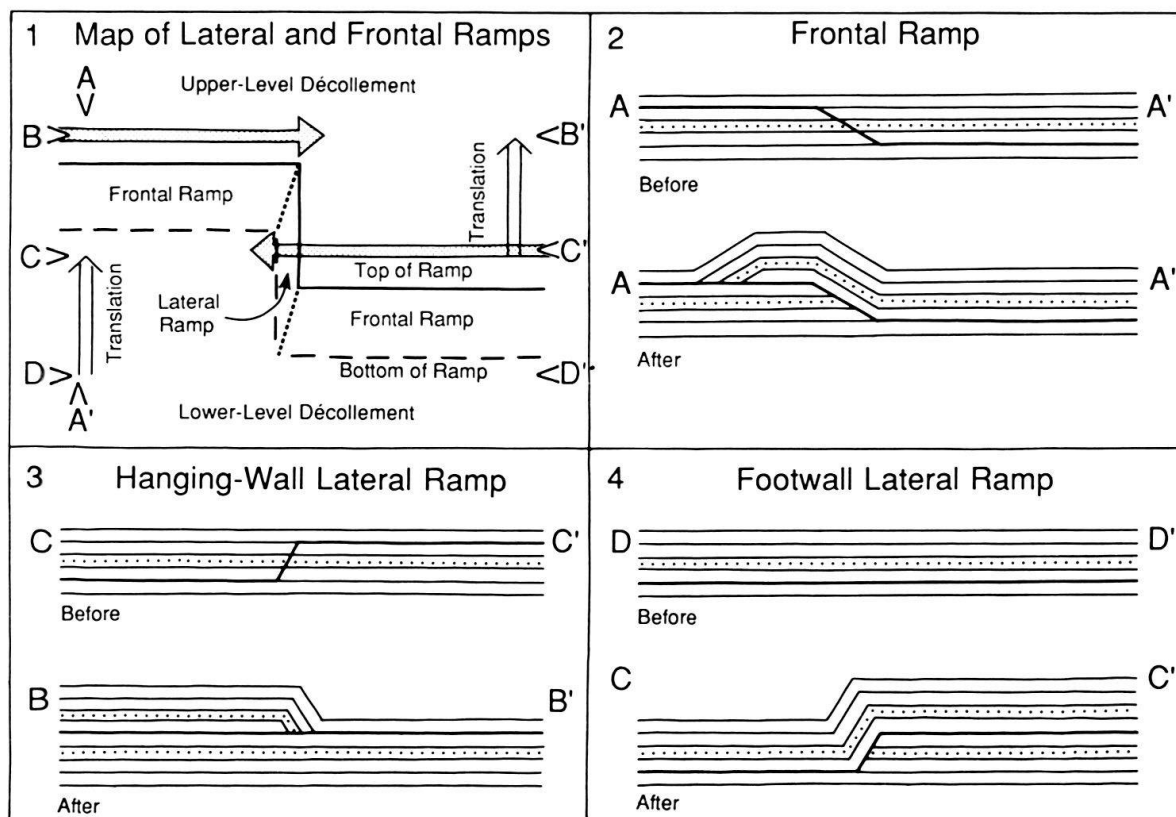 1 Map of Lateral and Frontal Ramps
A
Upper-Level Décollement
B
B'
Frontal Ramp
Translation
C
C'
Top of Ramp
Translation
Lateral
Ramp
Frontal Ramp
D
D'
Bottom of Ramp
A'
Lower-Level Décollement
2 Frontal Ramp
A A'
Before
A A'
After
3 Hanging-Wall Lateral Ramp
C C'
Before
B B'
After
4 Footwall Lateral Ramp
D D'
Before
C C'
After